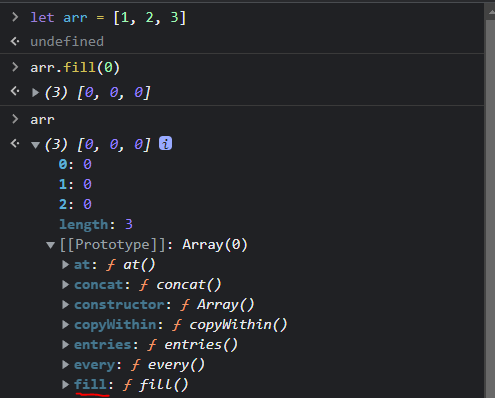 > let arr = [1, 2, 3]
< undefined
> arr.fill(0)
< ▶ (3) [0, 0, 0]
> arr
< ▼ (3) [0, 0, 0] i
0: 0
1: 0
2: 0
length: 3
▼ [[Prototype]]: Array(0)
▶ at: ƒ at()
▶ concat: ƒ concat()
▶ constructor: ƒ Array()
▶ copyWithin: ƒ copyWithin()
▶ entries: ƒ entries()
▶ every: ƒ every()
▶ fill: ƒ fill()